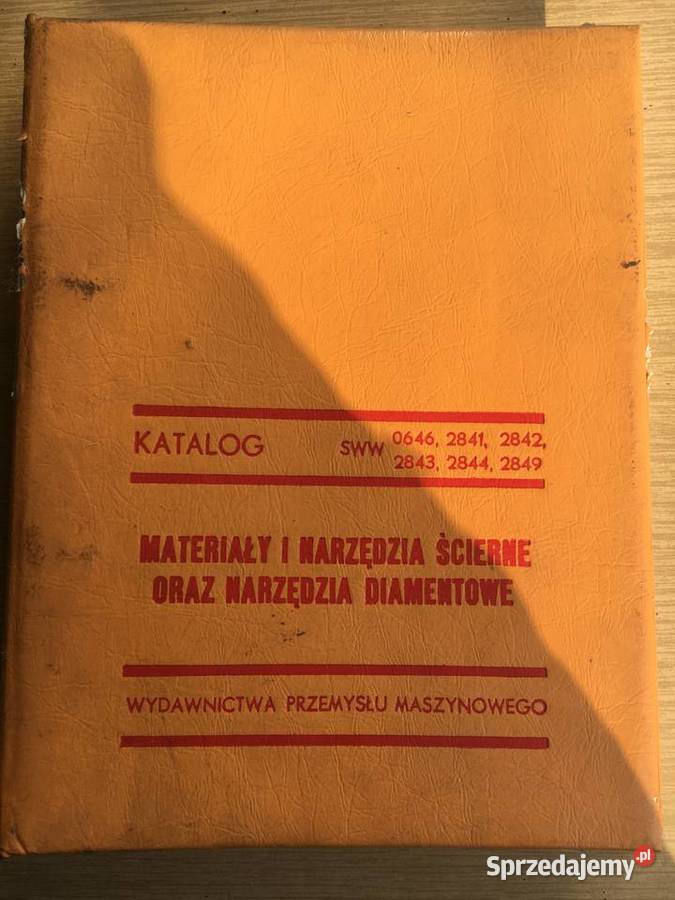 KATALOG SWW 0646, 2841, 2842,
2843, 2844, 2849
MATERIAŁY I NARZĘDZIA ŚCIERNE
ORAZ NARZĘDZIA DIAMENTOWE
WYDAWNICTWA PRZEMYSŁU MASZYNOWEGO
Sprzedajemy.pl